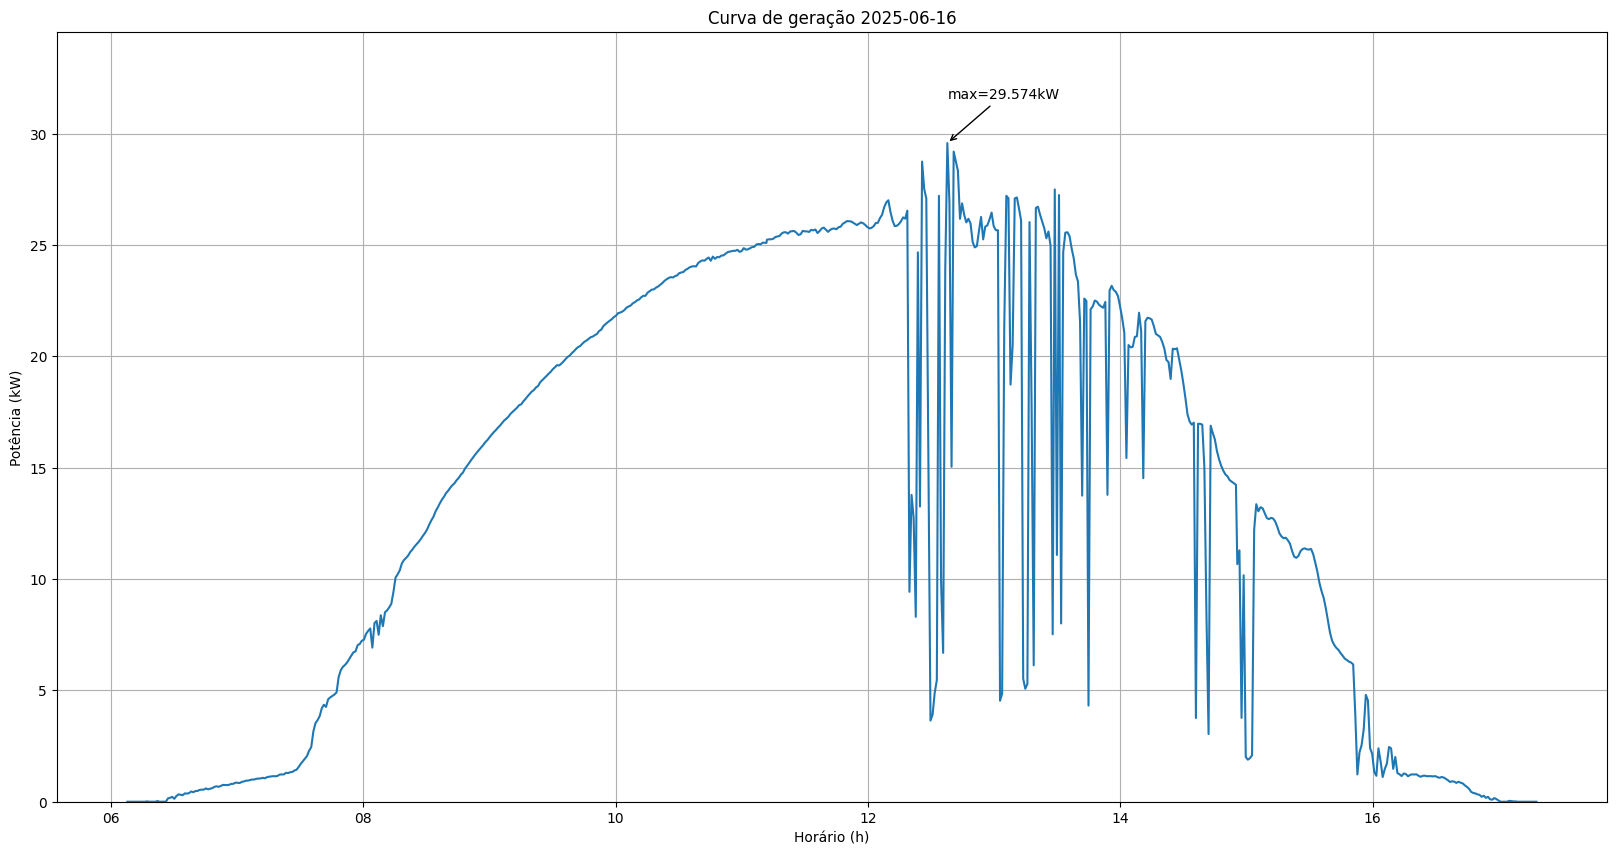 Curva de geração 2025-06-16
max=29.574kW
Potência (kW)
30
25
20
15
10
5
0
06 08 10 12 14 16
Horário (h)